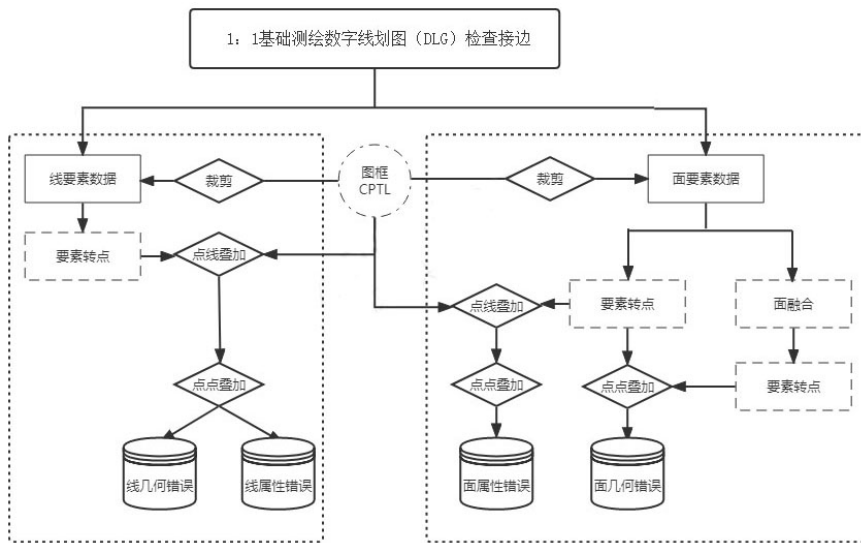 1：1基础测绘数字线划图（DLG）检查接边
线要素数据
裁剪
图框
CPTL
裁剪
面要素数据
要素转点
点线叠加
点线叠加
要素转点
面融合
点点叠加
点点叠加
点点叠加
要素转点
线几何错误
线属性错误
面属性错误
面几何错误